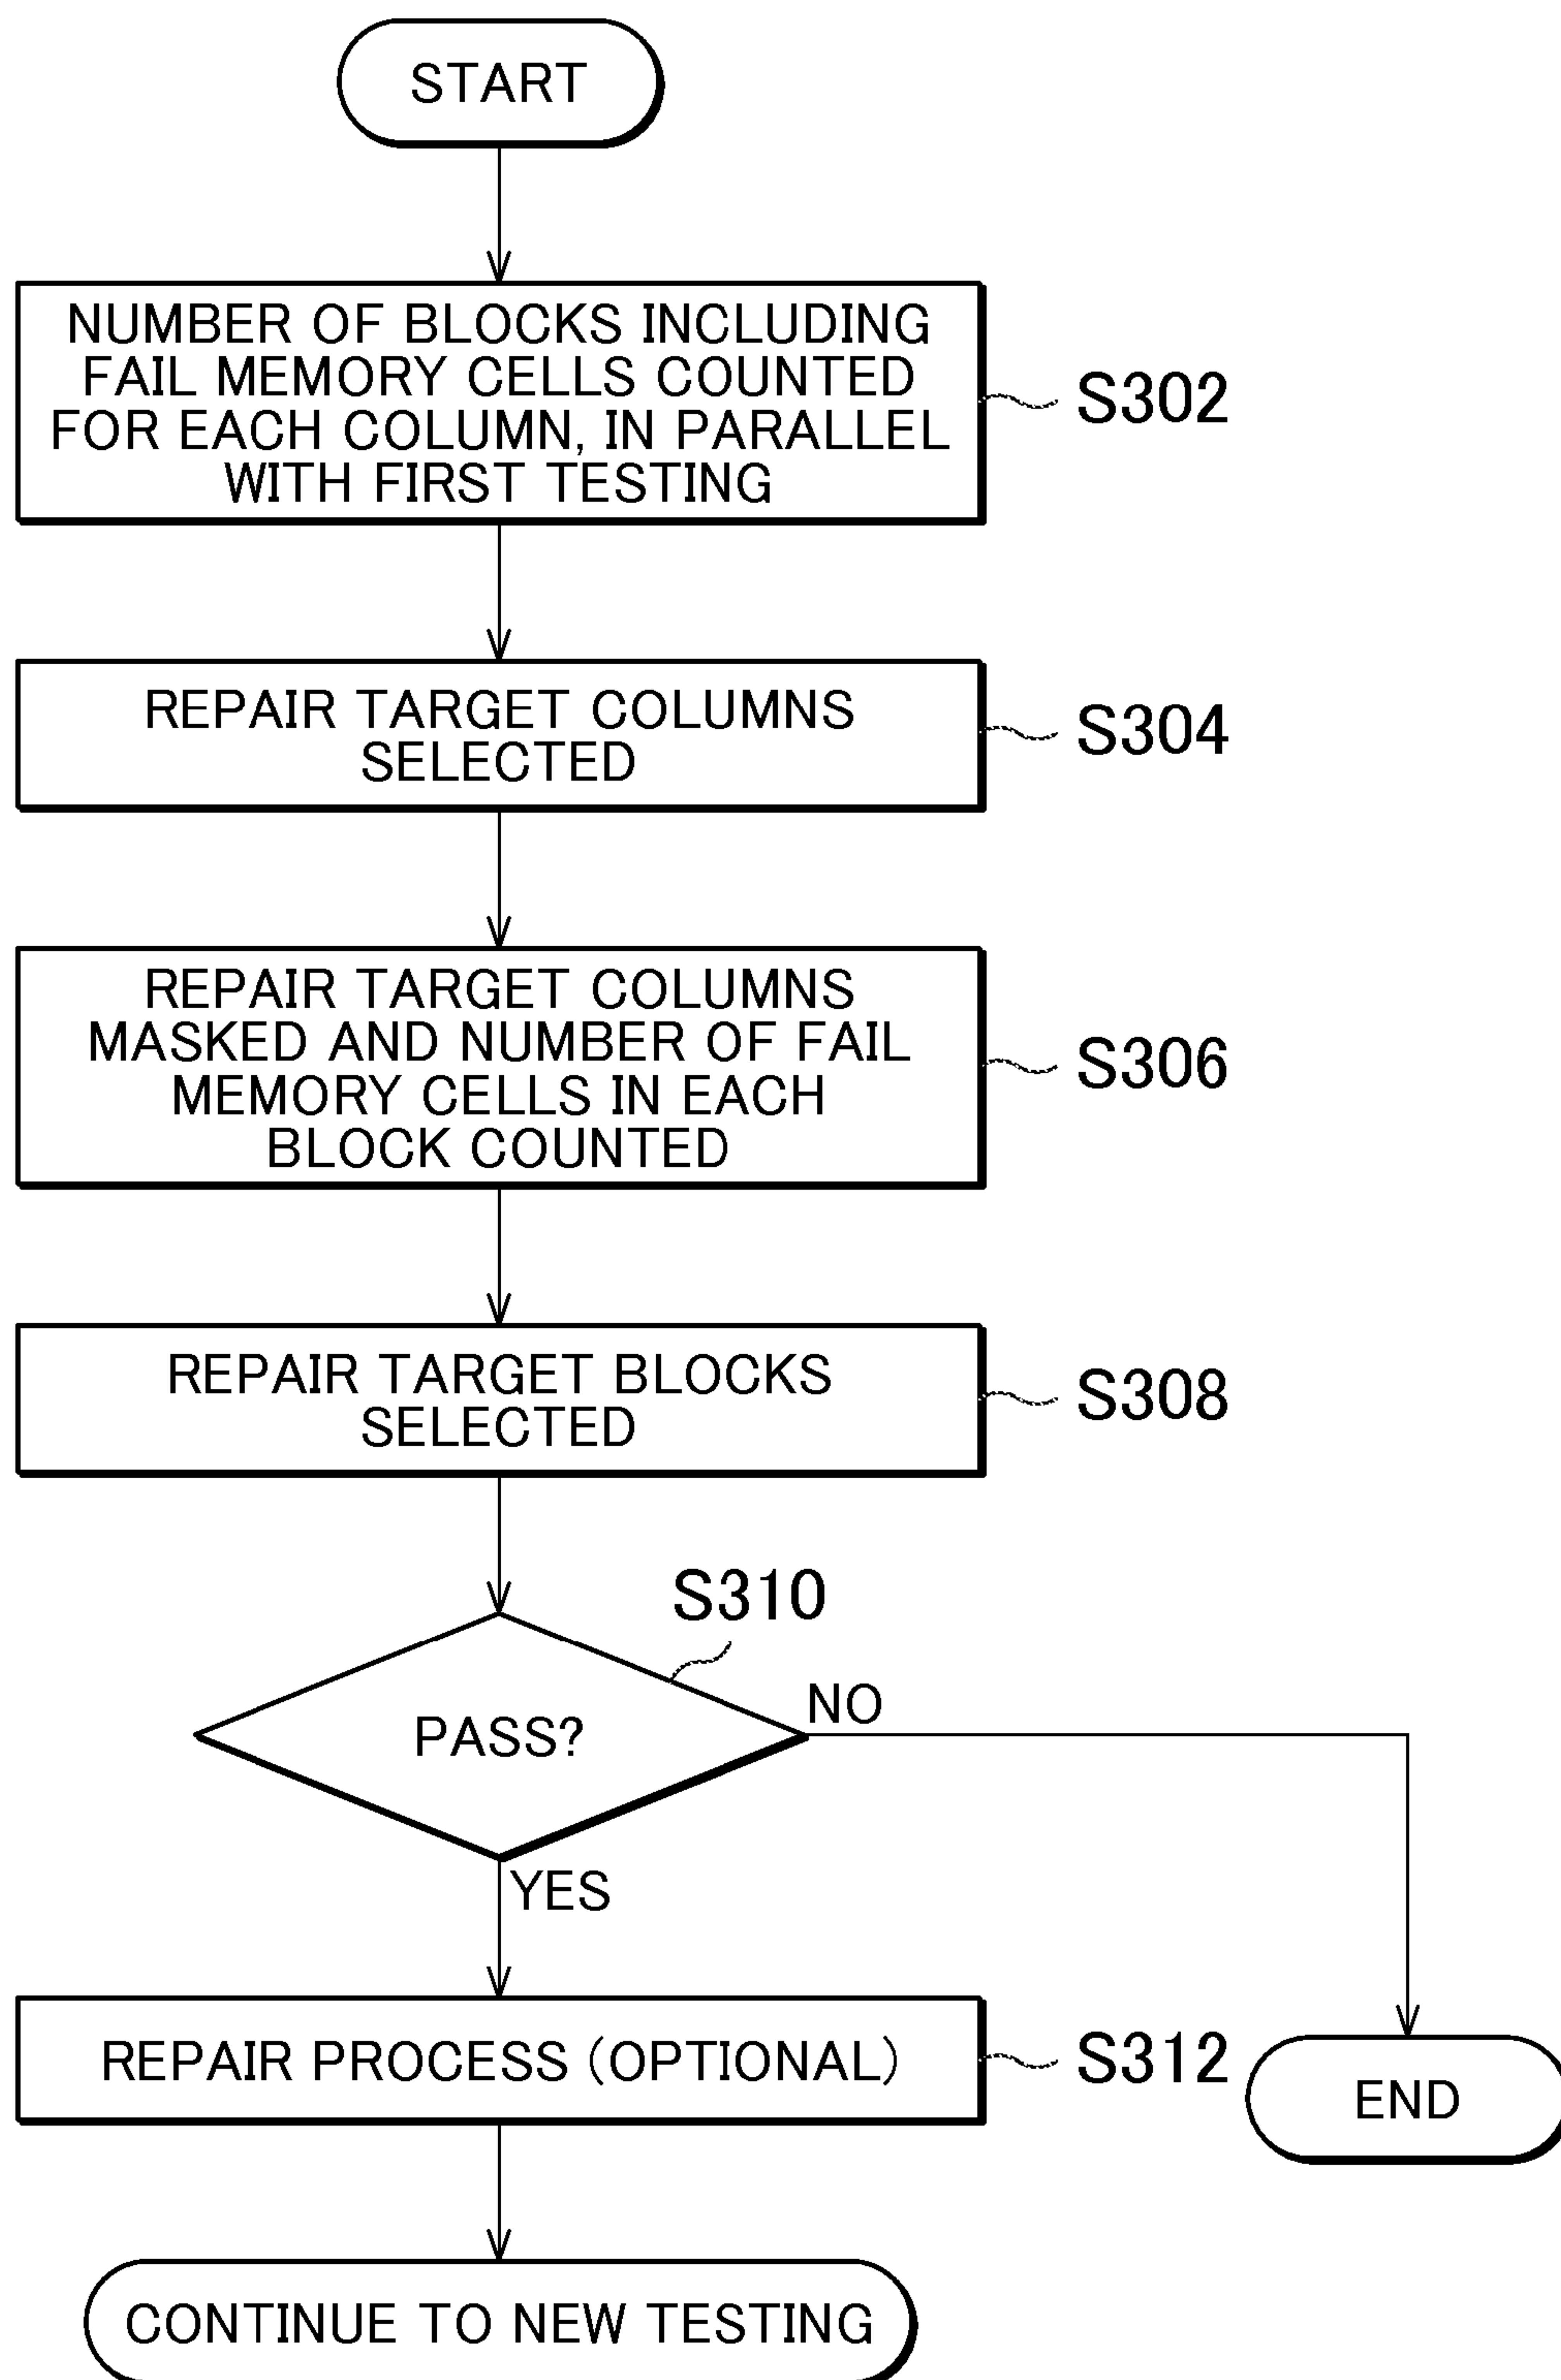 START
NUMBER OF BLOCKS INCLUDING
FAIL MEMORY CELLS COUNTED
FOR EACH COLUMN, IN PARALLEL
WITH FIRST TESTING
S302
REPAIR TARGET COLUMNS
SELECTED
S304
REPAIR TARGET COLUMNS
MASKED AND NUMBER OF FAIL
MEMORY CELLS IN EACH
BLOCK COUNTED
S306
REPAIR TARGET BLOCKS
SELECTED
S308
S310
PASS?
NO
YES
REPAIR PROCESS (OPTIONAL)
S312
END
CONTINUE TO NEW TESTING